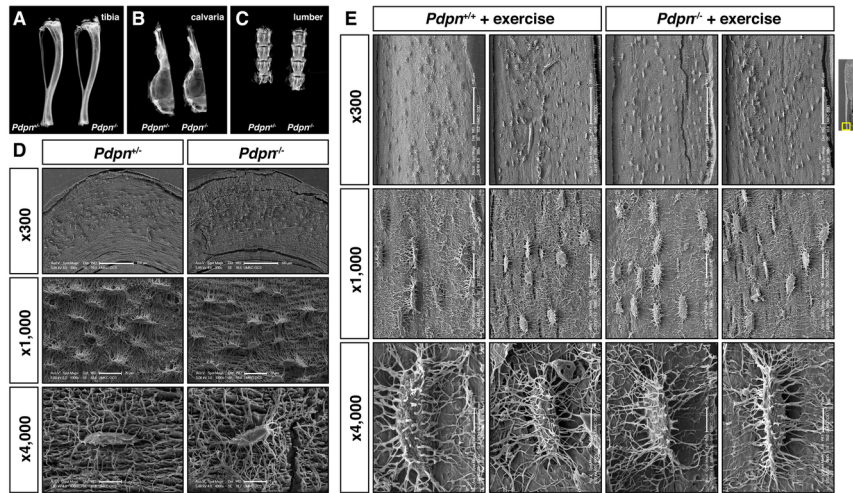 A
tibia
Pdpn+/-
Pdpn-/-
B
calvaria
Pdpn+/-
Pdpn-/-
C
lumber
Pdpn+/-
Pdpn-/-
D
Pdpn+/-
Pdpn-/-
x300
x1,000
x4,000
E
Pdpn+/+ + exercise
Pdpn-/- + exercise
x300
x1,000
x4,000